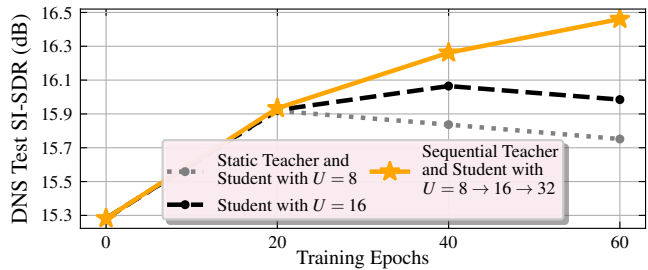 DNS Test SI-SDR (dB)
16.5
16.3
16.1
15.9
15.7
15.5
15.3
Static Teacher and
Student with U = 8
Student with U = 16
Sequential Teacher
and Student with
U = 8 → 16 → 32
0
20
40
60
Training Epochs